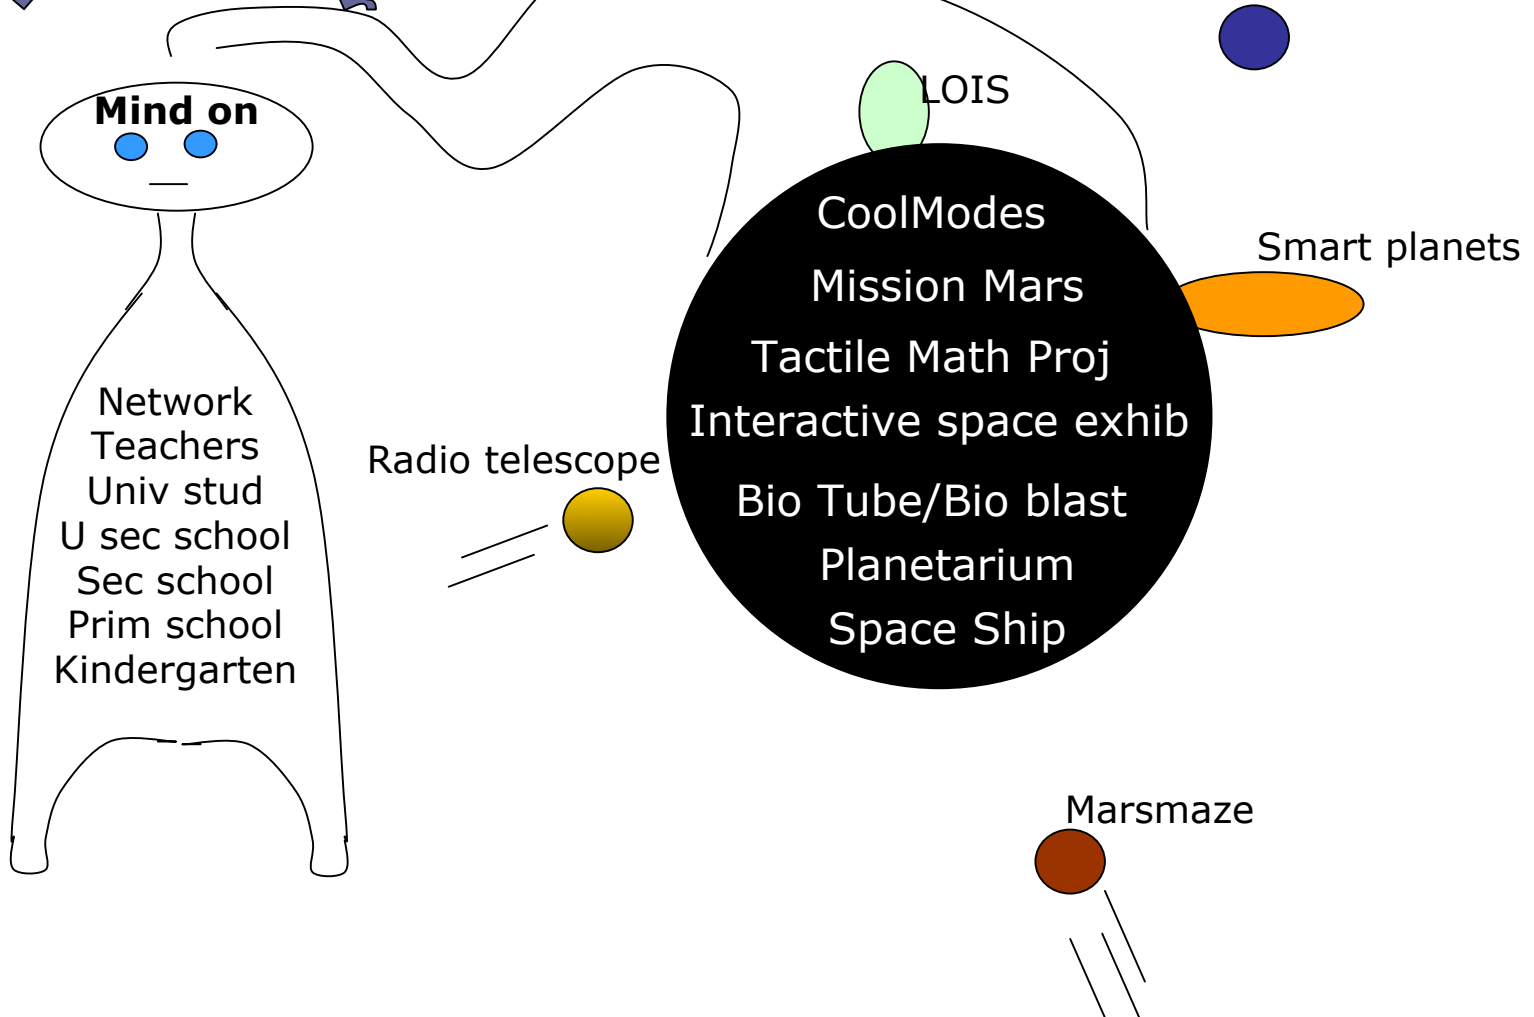 Mind on
Network
Teachers
Univ stud
U sec school
Sec school
Prim school
Kindergarten
Radio telescope
LOIS
CoolModes
Mission Mars
Tactile Math Proj
Interactive space exhib
Bio Tube/Bio blast
Planetarium
Space Ship
Smart planets
Marsmaze